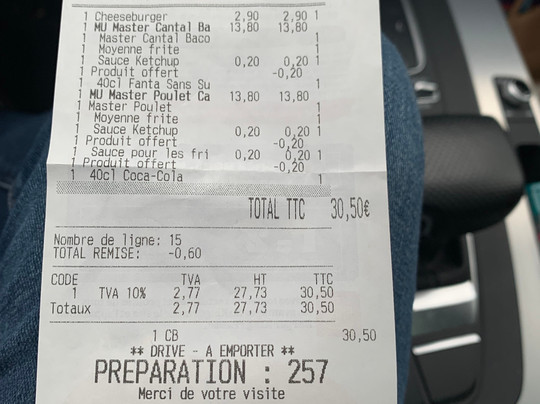 1 Cheeseburger 2,90 2,90 1
1 MU Master Cantal Ba 13,80 13,80
1 Master Cantal Baco 1
1 Moyenne frite 1
1 Sauce Ketchup 0,20 0,20 1
1 Produit offert -0,20
1 40cl Fanta Sans Su 1
1 MU Master Poulet Ca 13,80 13,80
1 Master Poulet 1
1 Moyenne frite 1
1 Sauce Ketchup 0,20 0,20 1
1 Produit offert -0,20
1 Sauce pour les fri 0,20 0,20 1
1 Produit offert -0,20
1 40cl Coca-Cola 1
TOTAL TTC 30,50€
Nombre de ligne: 15
TOTAL REMISE: -0,60
CODE TVA HT TTC
1 TVA 10% 2,77 27,73 30,50
Totaux 2,77 27,73 30,50
1 CB 30,50
** DRIVE - A EMPORTER **
PREPARATION : 257
Merci de votre visite